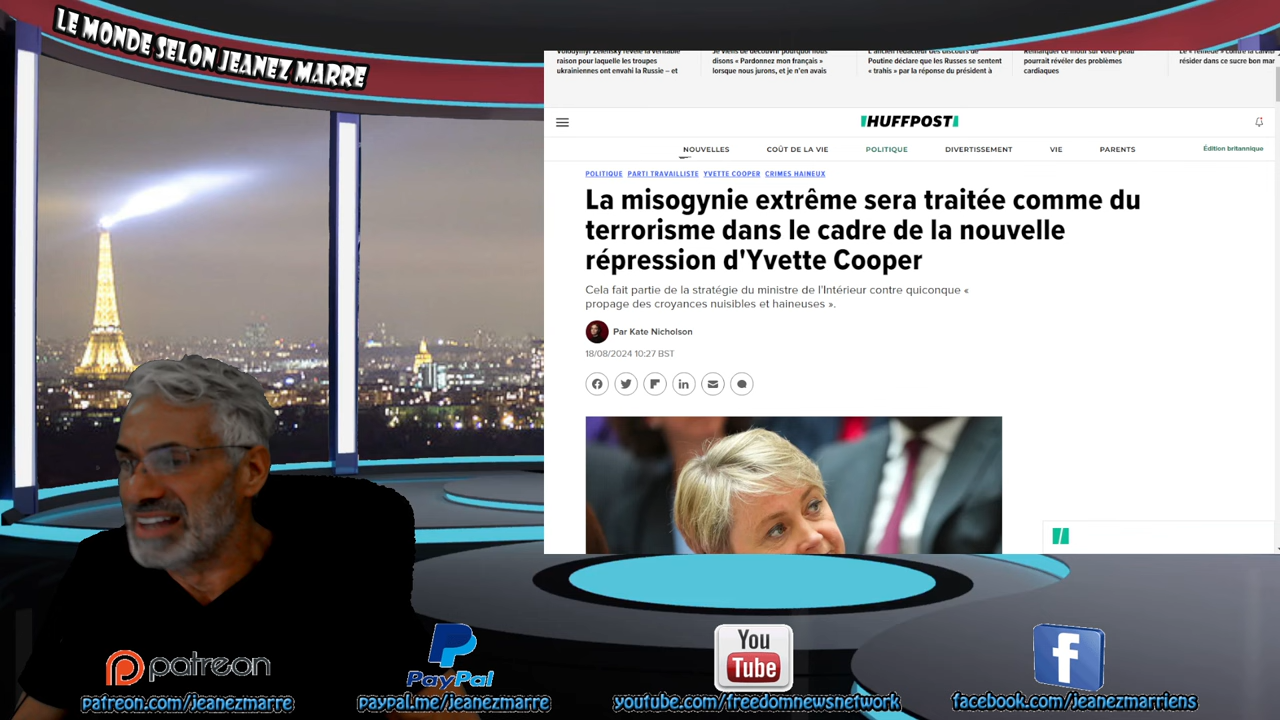 LE MONDE SELON JEANEZ MARRE
raison pour laquelle les troupes
ukrainiennes ont envahi la Russie – et
disons « Pardonnez mon français »
lorsque nous jurons, et je n'en avais
Poutine déclare que les Russes se sentent
« trahis » par la réponse du président à
pourrait révéler des problèmes
cardiaques
résider dans ce sucre bon mar
HUFFPOST
NOUVELLES
COÛT DE LA VIE
POLITIQUE
DIVERTISSEMENT
VIE
PARENTS
Édition britannique
POLITIQUE PARTI TRAVAILLISTE YVETTE COOPER CRIMES HAINEUX
La misogynie extrême sera traitée comme du
terrorisme dans le cadre de la nouvelle
répression d'Yvette Cooper
Cela fait partie de la stratégie du ministre de l'Intérieur contre quiconque «
propage des croyances nuisibles et haineuses ».
Par Kate Nicholson
18/08/2024 10:27 BST
patreon
PayPal
You
Tube
patreon.com/jeanezmarre
paypal.me/jeanezmarre
youtube.com/freedomnewsnetwork
facebook.com/jeanezmarriens